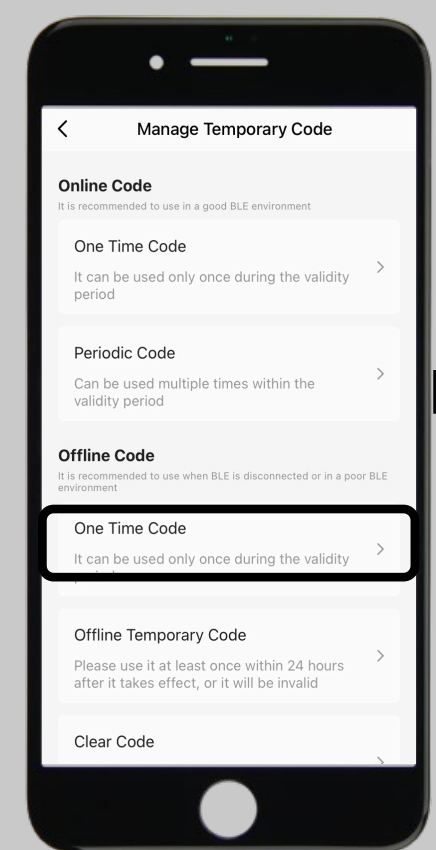 Manage Temporary Code
Online Code
It is recommended to use in a good BLE environment
One Time Code
It can be used only once during the validity
period
Periodic Code
Can be used multiple times within the
validity period
Offline Code
It is recommended to use when BLE is disconnected or in a poor BLE
environment
One Time Code
It can be used only once during the validity
Offline Temporary Code
Please use it at least once within 24 hours
after it takes effect, or it will be invalid
Clear Code